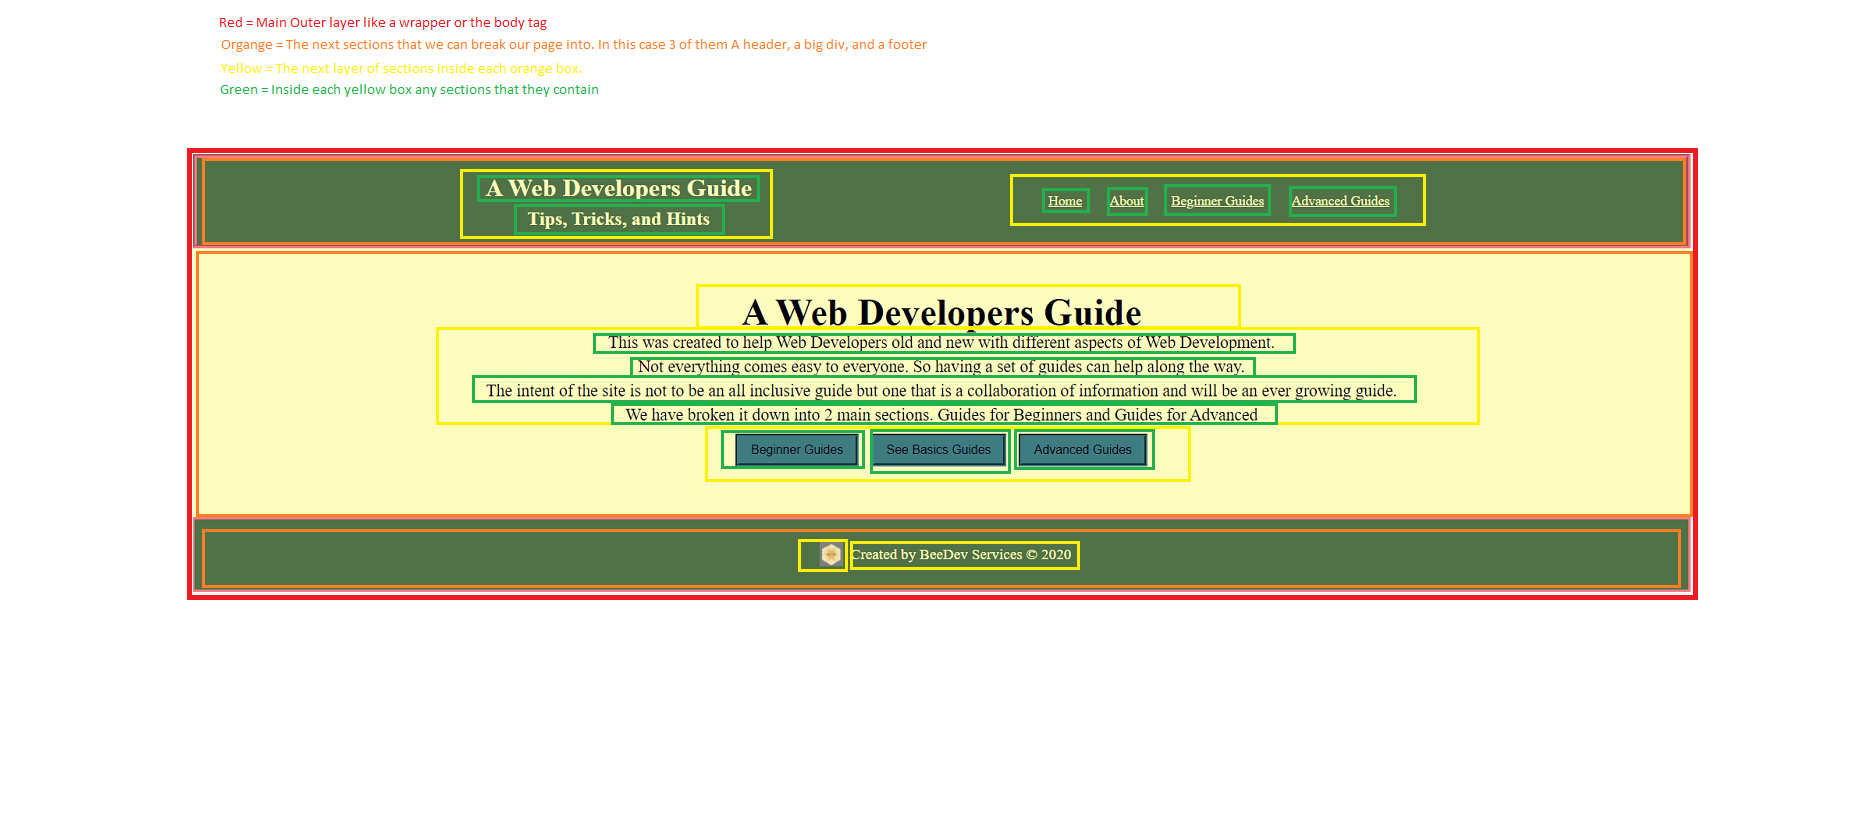 Red = Main Outer layer like a wrapper or the body tag
Organge = The next sections that we can break our page into. In this case 3 of them A header, a big div, and a footer
Yellow = The next layer of sections inside each orange box.
Green = Inside each yellow box any sections that they contain
A Web Developers Guide
Tips, Tricks, and Hints
Home About Beginner Guides Advanced Guides
A Web Developers Guide
This was created to help Web Developers old and new with different aspects of Web Development.
Not everything comes easy to everyone. So having a set of guides can help along the way.
The intent of the site is not to be an all inclusive guide but one that is a collaboration of information and will be an ever growing guide.
We have broken it down into 2 main sections. Guides for Beginners and Guides for Advanced
Beginner Guides See Basics Guides Advanced Guides
Created by BeeDev Services © 2020